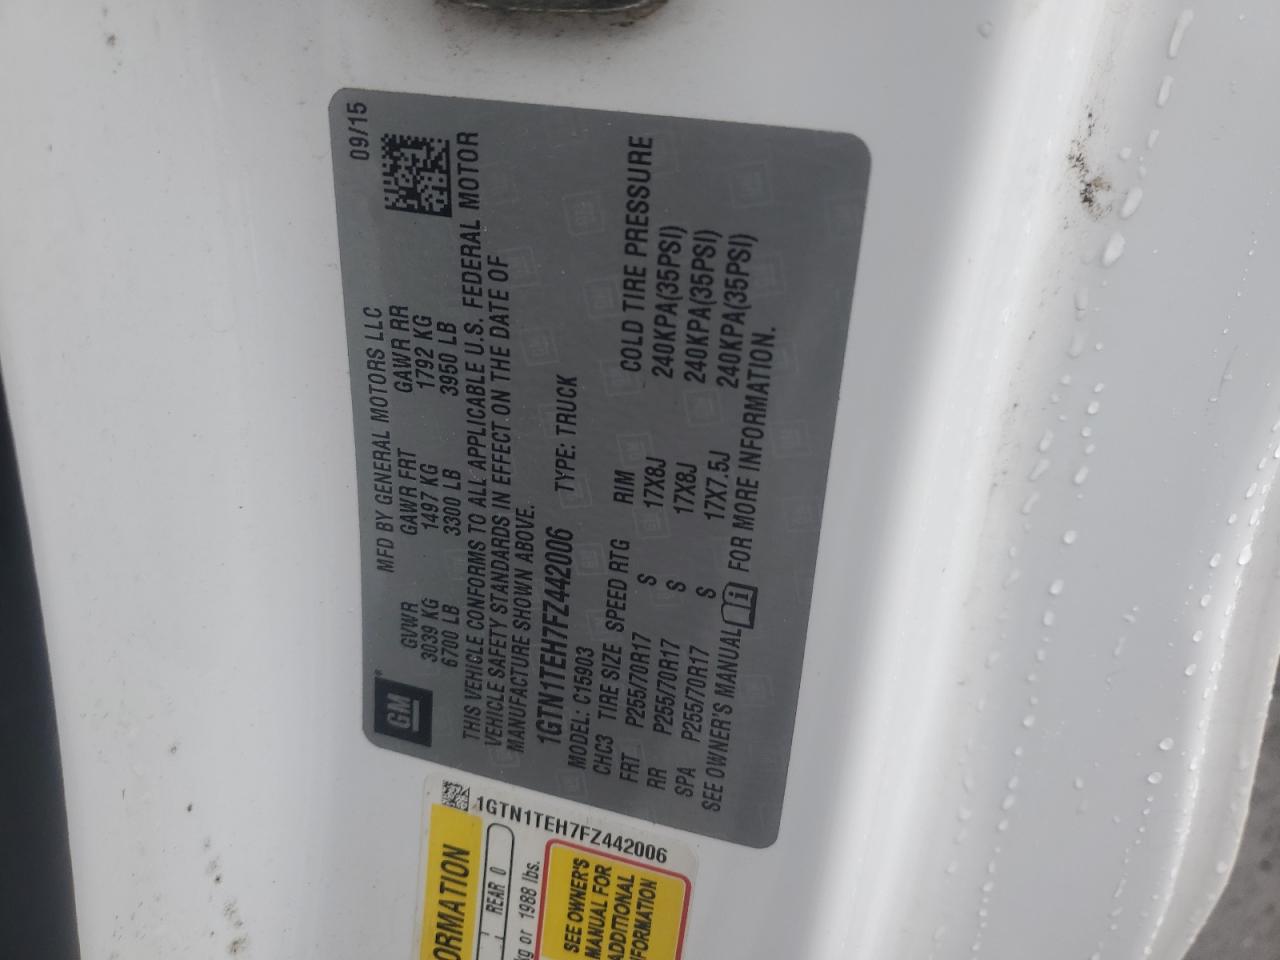 09/15
MFD BY GENERAL MOTORS LLC
GM
GVWR GAWR FRT GAWR RR
3039 KG 1497 KG 1792 KG
6700 LB 3300 LB 3950 LB
THIS VEHICLE CONFORMS TO ALL APPLICABLE U.S. FEDERAL MOTOR
VEHICLE SAFETY STANDARDS IN EFFECT ON THE DATE OF
MANUFACTURE SHOWN ABOVE.
1GTN1TEH7FZ442006 TYPE: TRUCK
MODEL: C15903
CHC3 TIRE SIZE SPEED RTG RIM COLD TIRE PRESSURE
FRT P255/70R17 S 17X8J 240KPA(35PSI)
RR P255/70R17 S 17X8J 240KPA(35PSI)
SPA P255/70R17 S 17X7.5J 240KPA(35PSI)
SEE OWNER'S MANUAL i FOR MORE INFORMATION.
1GTN1TEH7FZ442006
ORMATION
REAR 0
kg or 1988 lbs.
SEE OWNER'S
MANUAL FOR
ADDITIONAL
INFORMATION